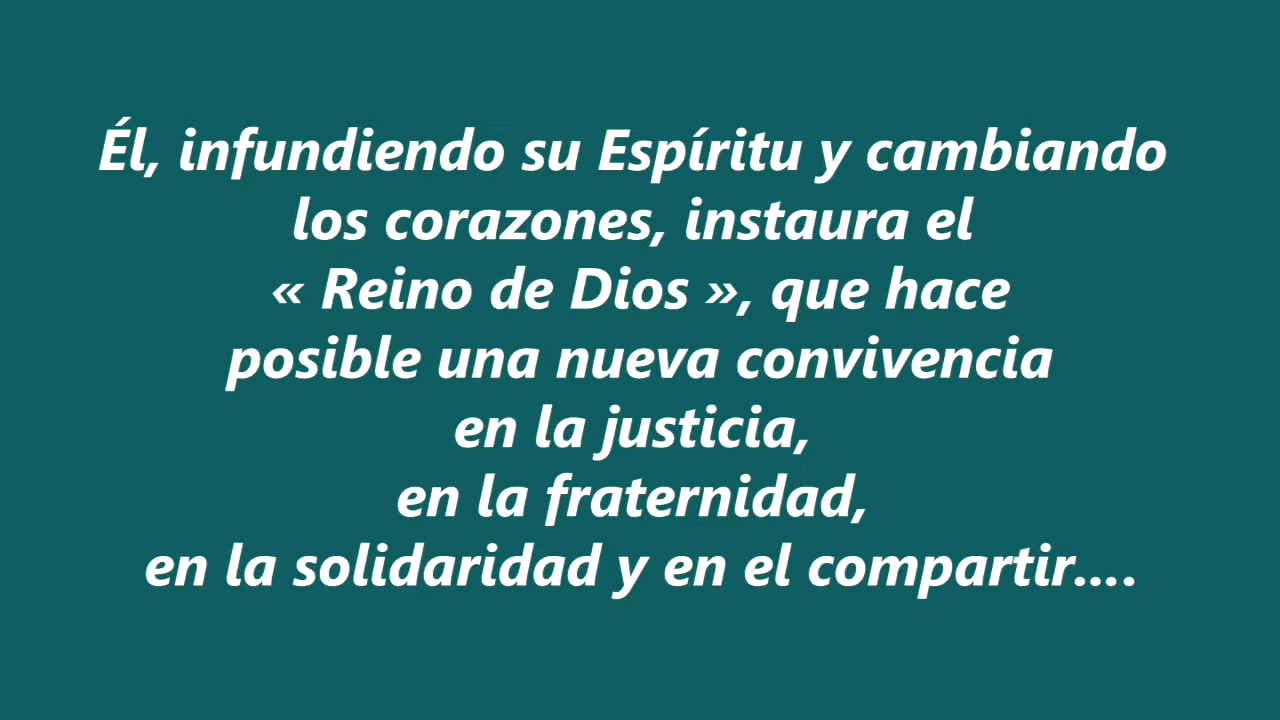 Él, infundiendo su Espíritu y cambiando
los corazones, instaura el
« Reino de Dios », que hace
posible una nueva convivencia
en la justicia,
en la fraternidad,
en la solidaridad y en el compartir....